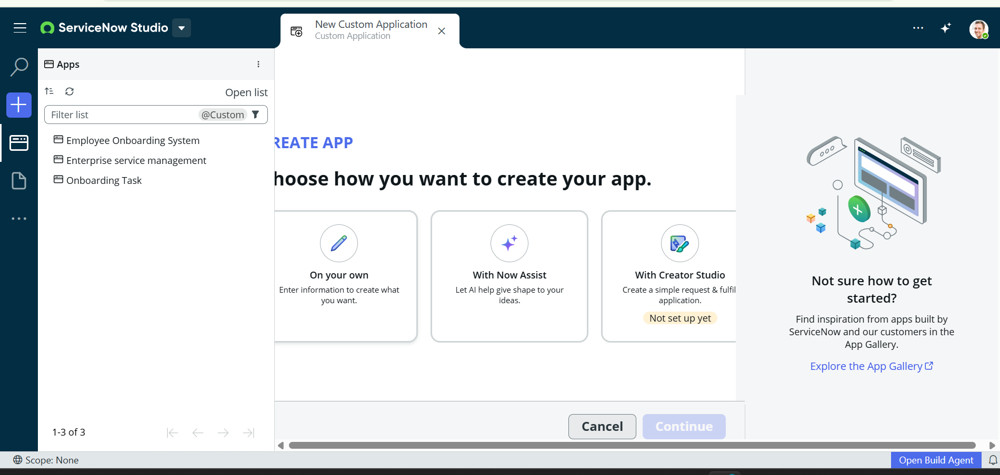 ServiceNow Studio
New Custom Application
Custom Application
Apps
Open list
Filter list @Custom
Employee Onboarding System
Enterprise service management
Onboarding Task
1-3 of 3
REATE APP
hoose how you want to create your app.
On your own
Enter information to create what
you want.
With Now Assist
Let AI help give shape to your
ideas.
With Creator Studio
Create a simple request & fulfil
application.
Not set up yet
Cancel
Continue
Not sure how to get
started?
Find inspiration from apps built by
ServiceNow and our customers in the
App Gallery.
Explore the App Gallery
Scope: None
Open Build Agent